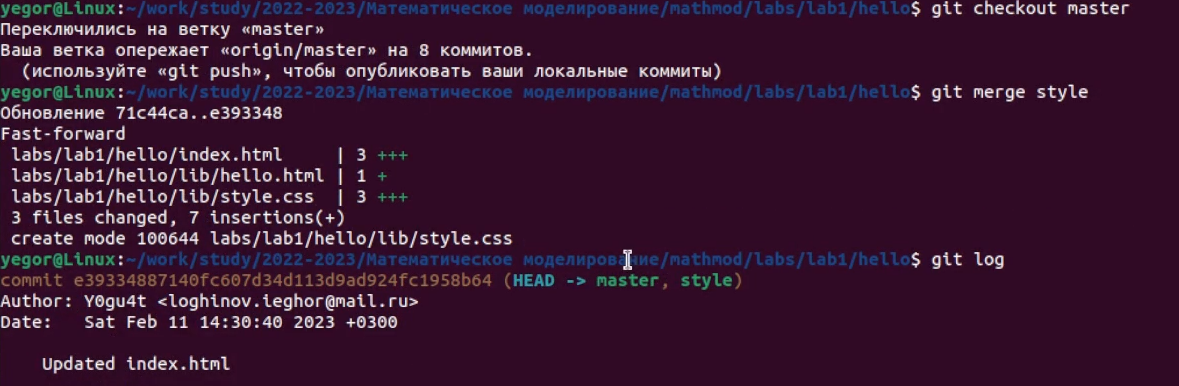 yegor@Linux:~/work/study/2022-2023/Математическое моделирование/mathmod/labs/lab1/hello$ git checkout master
Переключились на ветку «master»
Ваша ветка опережает «origin/master» на 8 коммитов.
  (используйте «git push», чтобы опубликовать ваши локальные коммиты)
yegor@Linux:~/work/study/2022-2023/Математическое моделирование/mathmod/labs/lab1/hello$ git merge style
Обновление 71c44ca..e393348
Fast-forward
 labs/lab1/hello/index.html     | 3 +++
 labs/lab1/hello/lib/hello.html | 1 +
 labs/lab1/hello/lib/style.css  | 3 +++
 3 files changed, 7 insertions(+)
 create mode 100644 labs/lab1/hello/lib/style.css
yegor@Linux:~/work/study/2022-2023/Математическое моделирование/mathmod/labs/lab1/hello$ git log
commit e39334887140fc607d34d113d9ad924fc1958b64 (HEAD -> master, style)
Author: Y0gu4t <loghinov.ieghor@mail.ru>
Date:   Sat Feb 11 14:30:40 2023 +0300

    Updated index.html